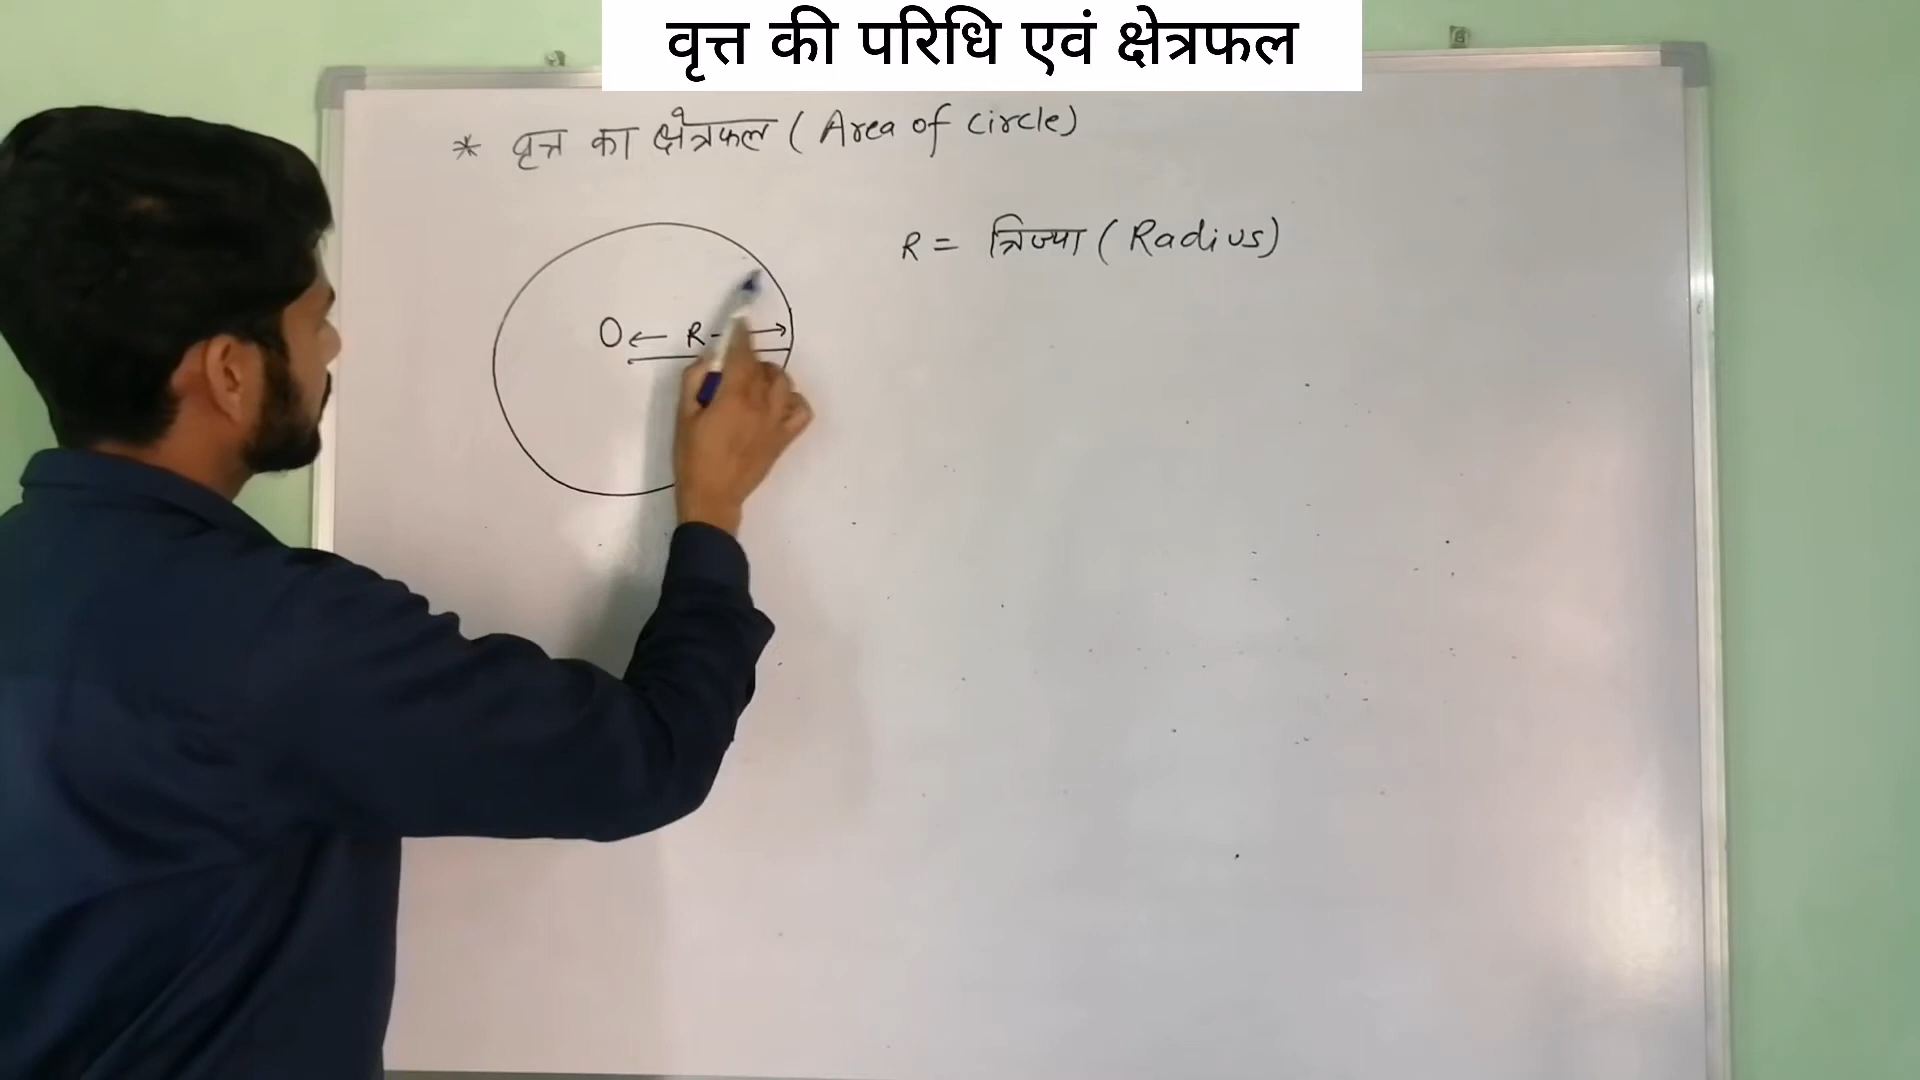 वृत्त की परिधि एवं क्षेत्रफल
* वृत्त का क्षेत्रफल (Area of circle)
R = त्रिज्या (Radius)
O ← R - →